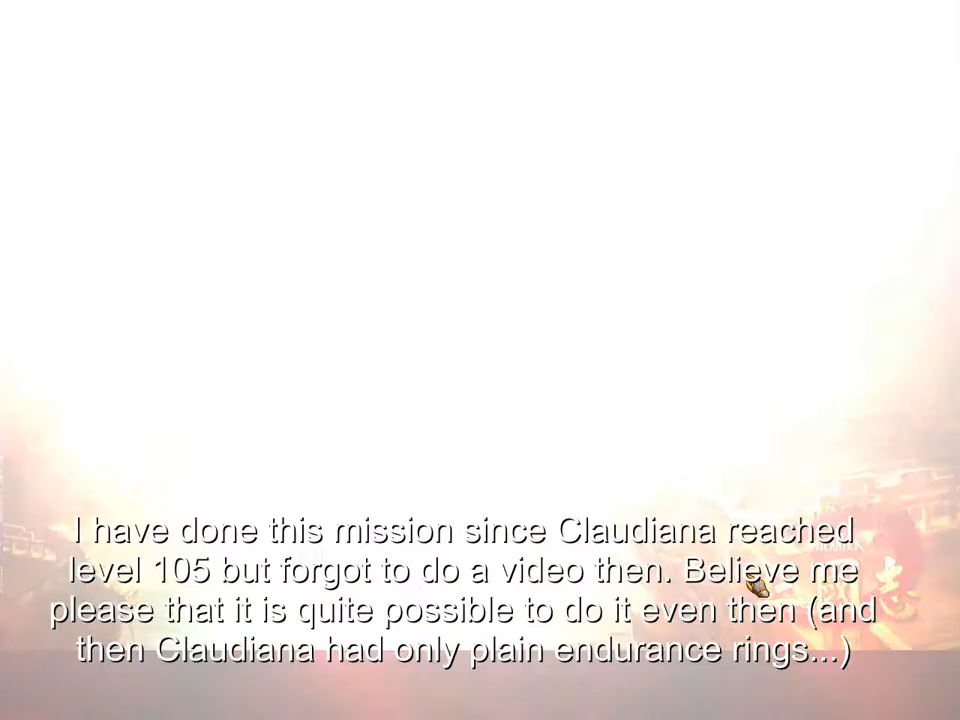 I have done this mission since Claudiana reached
level 105 but forgot to do a video then. Believe me
please that it is quite possible to do it even then (and
then Claudiana had only plain endurance rings...)